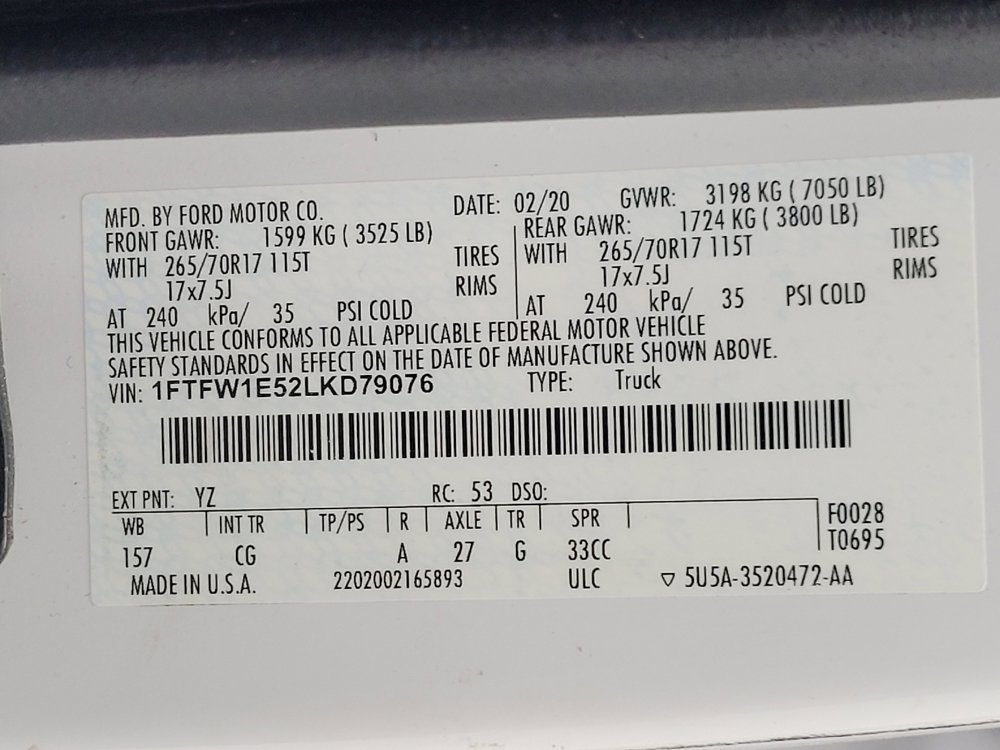 MFD. BY FORD MOTOR CO. DATE: 02/20 GVWR: 3198 KG ( 7050 LB)
FRONT GAWR: 1599 KG ( 3525 LB) REAR GAWR: 1724 KG ( 3800 LB)
WITH 265/70R17 115T TIRES WITH 265/70R17 115T TIRES
17x7.5J RIMS 17x7.5J RIMS
AT 240 kPa/ 35 PSI COLD AT 240 kPa/ 35 PSI COLD
THIS VEHICLE CONFORMS TO ALL APPLICABLE FEDERAL MOTOR VEHICLE
SAFETY STANDARDS IN EFFECT ON THE DATE OF MANUFACTURE SHOWN ABOVE.
VIN: 1FTFW1E52LKD79076 TYPE: Truck
EXT PNT: YZ RC: 53 DSO:
WB INT TR TP/PS R AXLE TR SPR F0028
157 CG A 27 G 33CC T0695
MADE IN U.S.A. 2202002165893 ULC ▽ 5U5A-3520472-AA